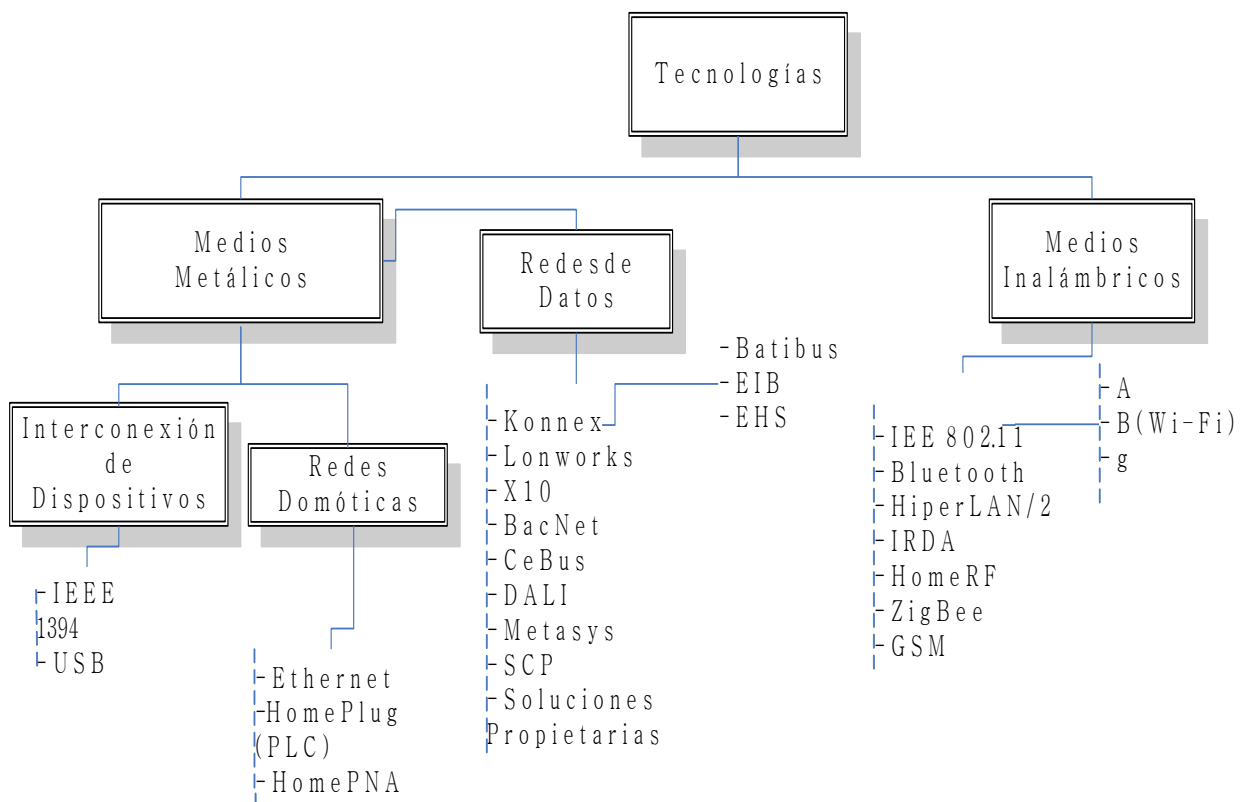 Tecnologías
Medios
Metálicos
Redesde
Datos
Medios
Inalámbricos
Interconexión
de
Dispositivos
Redes
Domóticas
-IEEE
1394
-USB
-Ethernet
-HomePlug
(PLC)
-HomePNA
-Konnex
-Lonworks
-X10
-BacNet
-CeBus
-DALI
-Metasys
-SCP
-Soluciones
Propietarias
-Batibus
-EIB
-EHS
-IEE 802.11
-Bluetooth
-HiperLAN/2
-IRDA
-HomeRF
-ZigBee
-GSM
-A
-B(Wi-Fi)
-g